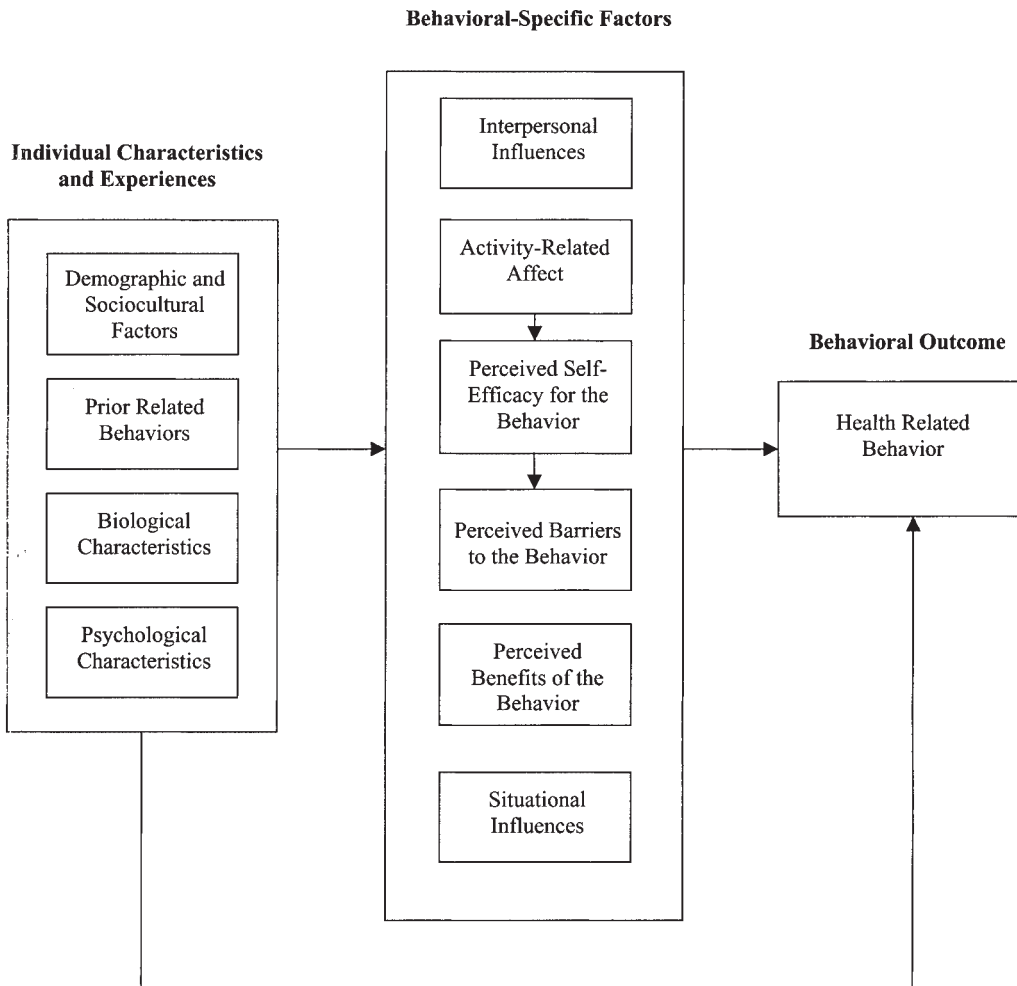 Behavioral-Specific Factors
Individual Characteristics
and Experiences
Demographic and
Sociocultural
Factors
Prior Related
Behaviors
Biological
Characteristics
Psychological
Characteristics
Interpersonal
Influences
Activity-Related
Affect
Perceived Self-
Efficacy for the
Behavior
Perceived Barriers
to the Behavior
Perceived
Benefits of the
Behavior
Situational
Influences
Behavioral Outcome
Health Related
Behavior